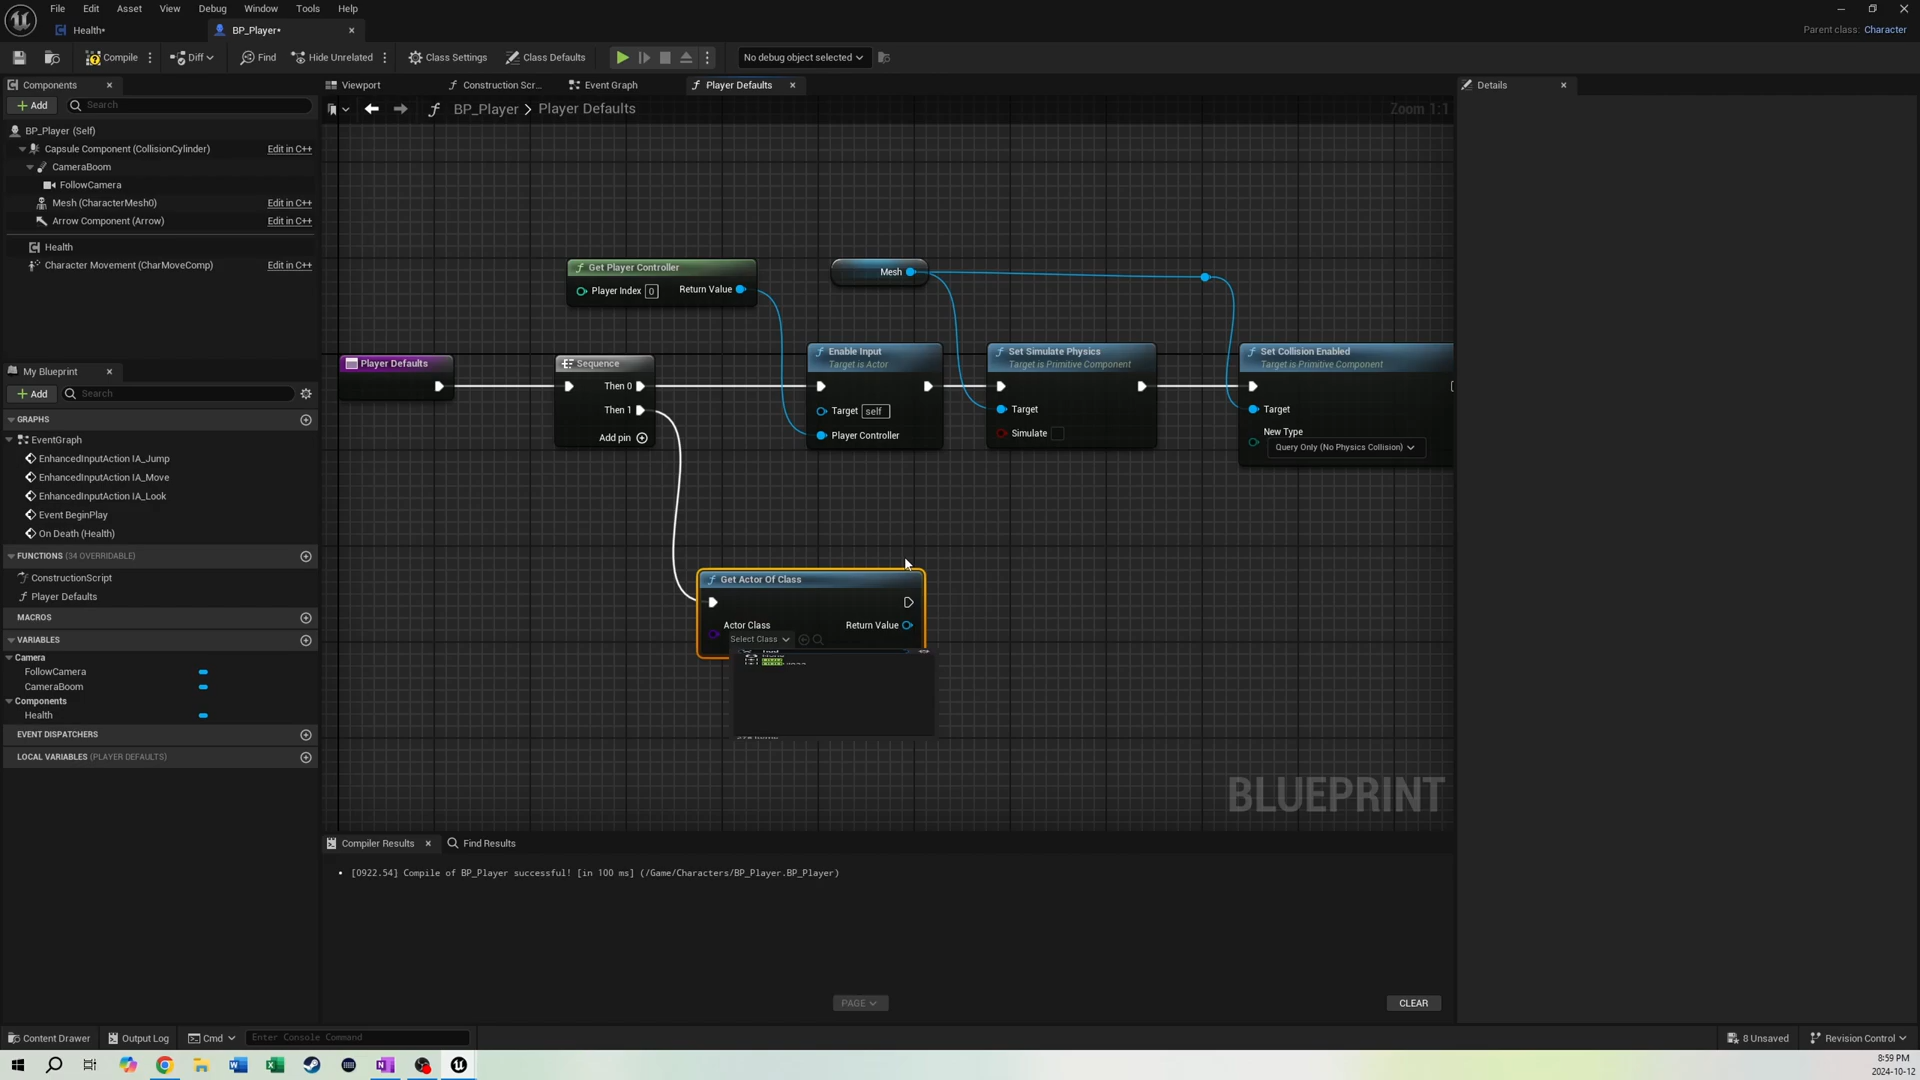 File Edit Asset View Debug Window Tools Help
Health•
BP_Player•
Parent class: Character
Compile Diff Find Hide Unrelated Class Settings Class Defaults No debug object selected
Components
Viewport Construction Scr... Event Graph Player Defaults
Details
Add Search
BP_Player > Player Defaults Zoom 1:1
BP_Player (Self)
Capsule Component (CollisionCylinder) Edit in C++
CameraBoom
FollowCamera
Mesh (CharacterMesh0) Edit in C++
Arrow Component (Arrow) Edit in C++
Health
Character Movement (CharMoveComp) Edit in C++
Get Player Controller
Player Index 0 Return Value
Mesh
Player Defaults
Sequence
Then 0
Then 1
Add pin
Enable Input
Target is Actor
Target self
Player Controller
Set Simulate Physics
Target is Primitive Component
Target
Simulate
Set Collision Enabled
Target is Primitive Component
Target
New Type
Query Only (No Physics Collision)
Get Actor Of Class
Actor Class Return Value
Select Class
BLUEPRINT
My Blueprint
Add Search
GRAPHS
EventGraph
EnhancedInputAction IA_Jump
EnhancedInputAction IA_Move
EnhancedInputAction IA_Look
Event BeginPlay
On Death (Health)
FUNCTIONS (34 OVERRIDABLE)
ConstructionScript
Player Defaults
MACROS
VARIABLES
Camera
FollowCamera
CameraBoom
Components
Health
EVENT DISPATCHERS
LOCAL VARIABLES (PLAYER DEFAULTS)
Compiler Results Find Results
• [0922.54] Compile of BP_Player successful! [in 100 ms] (/Game/Characters/BP_Player.BP_Player)
PAGE
CLEAR
Content Drawer Output Log Cmd Enter Console Command 8 Unsaved Revision Control
8:59 PM
2024-10-12